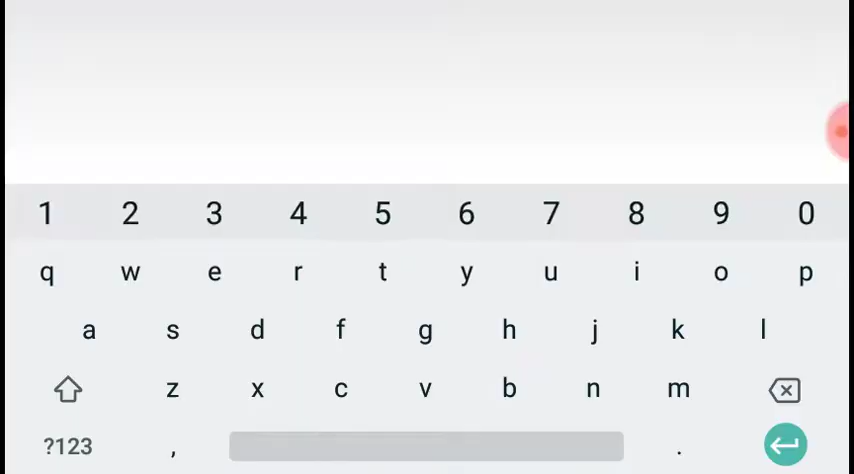 1 2 3 4 5 6 7 8 9 0
q w e r t y u i o p
a s d f g h j k l
z x c v b n m
?123 , .